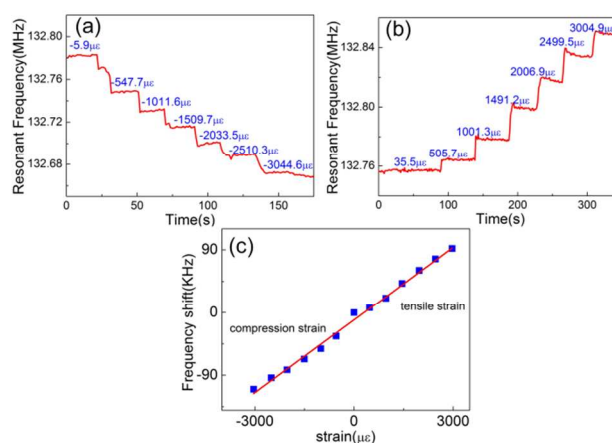 (a)
132.80
132.76
132.72
132.68
Resonant Frequency(MHz)
-5.9με
-547.7με
-1011.6με
-1509.7με
-2033.5με
-2510.3με
-3044.6με
0 50 100 150
Time(s)
(b)
132.84
132.80
132.76
Resonant Frequency(MHz)
35.5με
505.7με
1001.3με
1491.2με
2006.9με
2499.5με
3004.9με
0 100 200 300
Time(s)
(c)
90
0
-90
Frequency shift(KHz)
compression strain
tensile strain
-3000 0 3000
strain(με)